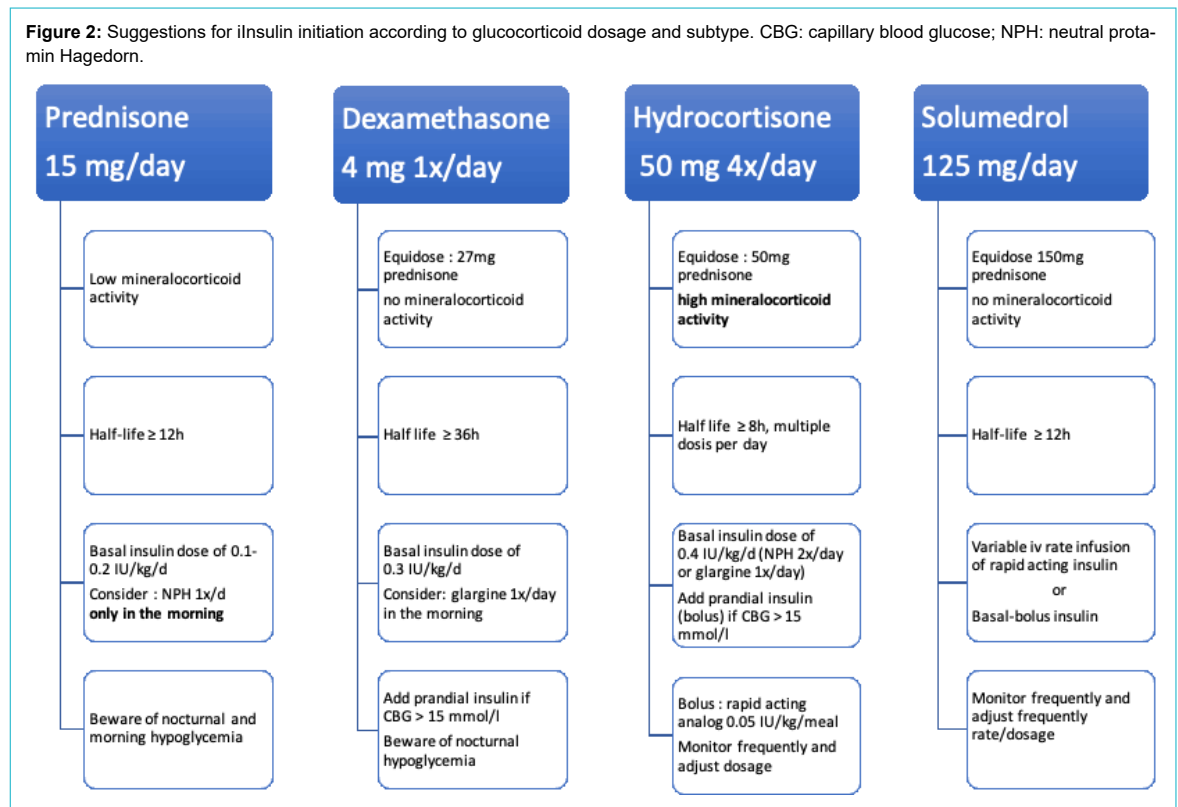 Figure 2: Suggestions for iInsulin initiation according to glucocorticoid dosage and subtype. CBG: capillary blood glucose; NPH: neutral prota-
min Hagedorn.
Prednisone
15 mg/day
Low mineralocorticoid
activity
Half-life ≥ 12h
Basal insulin dose of 0.1-
0.2 IU/kg/d
Consider : NPH 1x/d
only in the morning
Beware of nocturnal and
morning hypoglycemia
Dexamethasone
4 mg 1x/day
Equidose : 27mg
prednisone
no mineralocorticoid
activity
Half life ≥ 36h
Basal insulin dose of
0.3 IU/kg/d
Consider: glargine 1x/day
in the morning
Add prandial insulin if
CBG > 15 mmol/l
Beware of nocturnal
hypoglycemia
Hydrocortisone
50 mg 4x/day
Equidose : 50mg
prednisone
high mineralocorticoid
activity
Half life ≥ 8h, multiple
dosis per day
Basal insulin dose of
0.4 IU/kg/d (NPH 2x/day
or glargine 1x/day)
Add prandial insulin
(bolus) if CBG > 15
mmol/l
Bolus : rapid acting
analog 0.05 IU/kg/meal
Monitor frequently and
adjust dosage
Solumedrol
125 mg/day
Equidose 150mg
prednisone
no mineralocorticoid
activity
Half-life ≥ 12h
Variable iv rate infusion
of rapid acting insulin
or
Basal-bolus insulin
Monitor frequently and
adjust frequently
rate/dosage